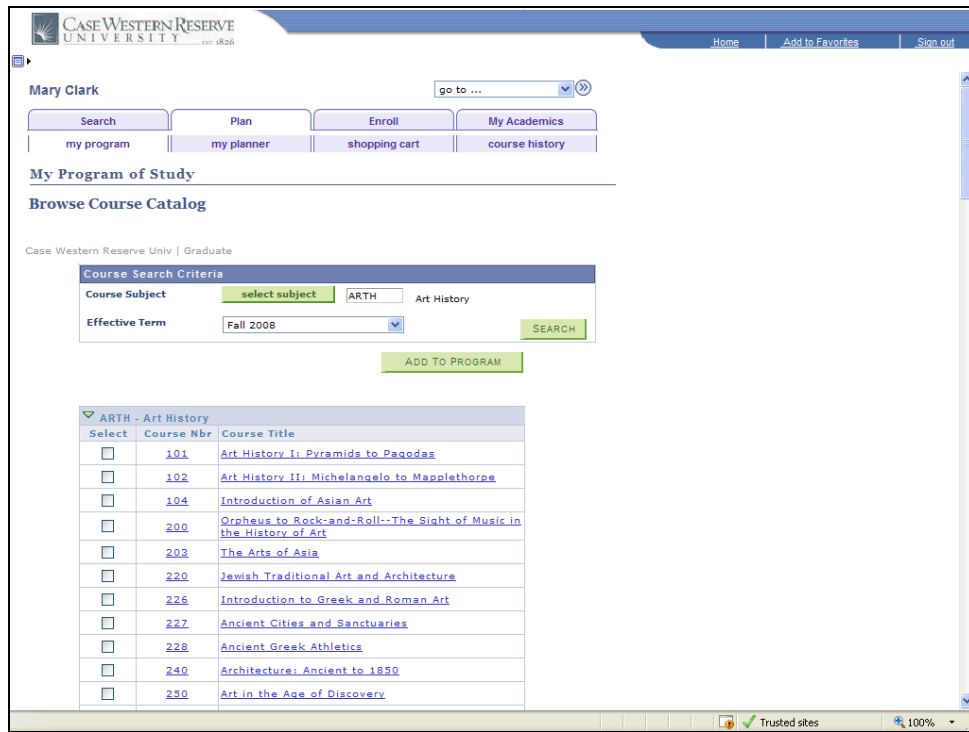 CASE WESTERN RESERVE
UNIVERSITY EST. 1826
Home | Add to Favorites | Sign out
Mary Clark
go to ...
Search Plan Enroll My Academics
my program my planner shopping cart course history
My Program of Study
Browse Course Catalog
Case Western Reserve Univ | Graduate
Course Search Criteria
Course Subject select subject ARTH Art History
Effective Term Fall 2008 SEARCH
ADD TO PROGRAM
ARTH - Art History
Select Course Nbr Course Title
101 Art History I: Pyramids to Pagodas
102 Art History II: Michelangelo to Mapplethorpe
104 Introduction of Asian Art
200 Orpheus to Rock-and-Roll--The Sight of Music in
the History of Art
203 The Arts of Asia
220 Jewish Traditional Art and Architecture
226 Introduction to Greek and Roman Art
227 Ancient Cities and Sanctuaries
228 Ancient Greek Athletics
240 Architecture: Ancient to 1850
250 Art in the Age of Discovery
Trusted sites 100%